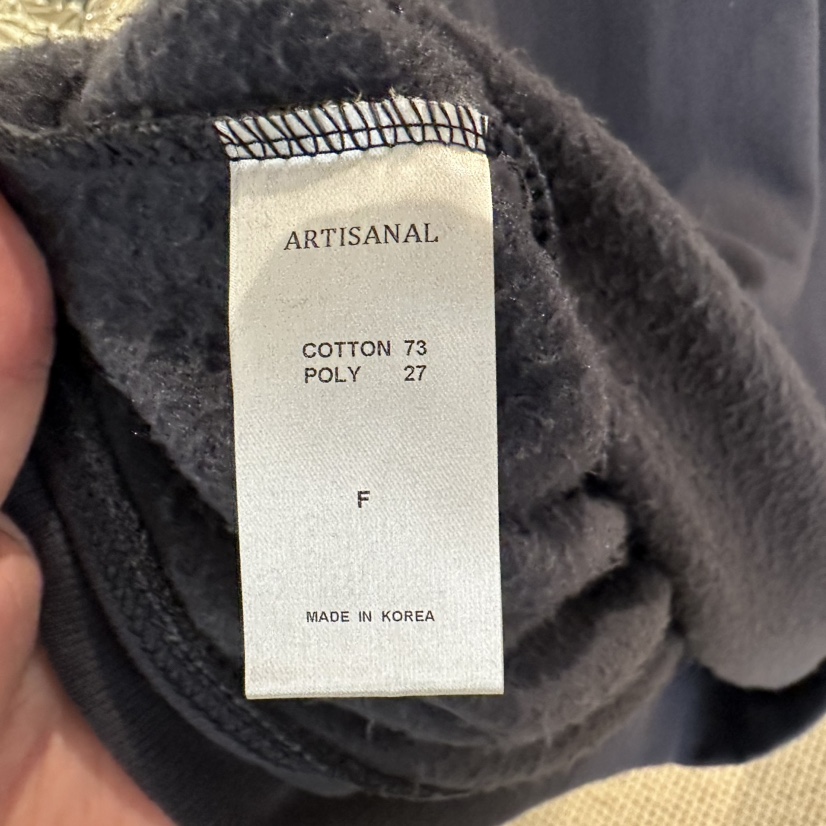 ARTISANAL
COTTON 73
POLY 27
F
MADE IN KOREA